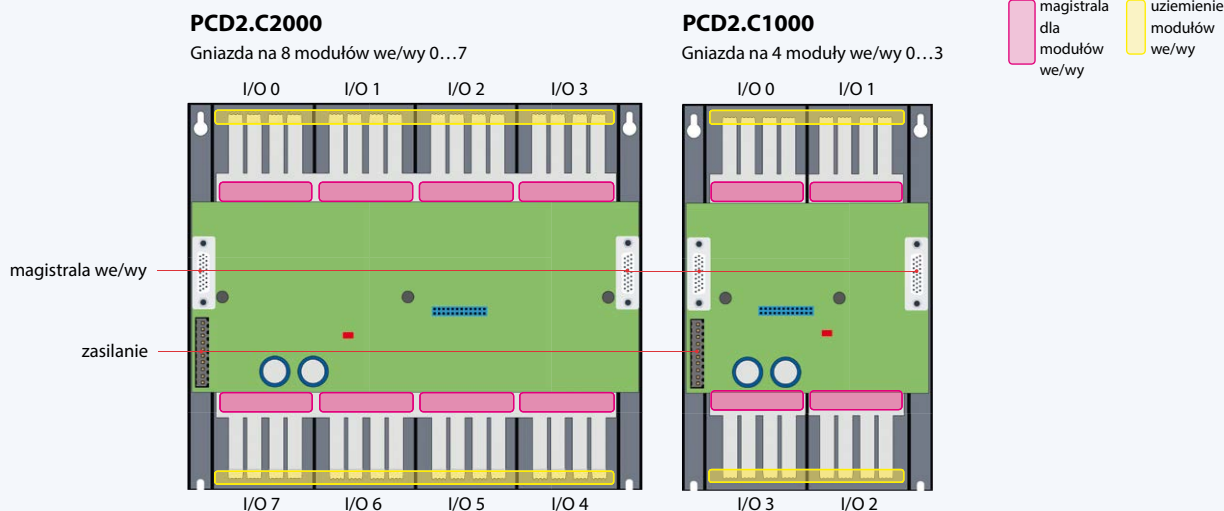 PCD2.C2000
Gniazda na 8 modułów we/wy 0…7
I/O 0 I/O 1 I/O 2 I/O 3
I/O 7 I/O 6 I/O 5 I/O 4
PCD2.C1000
Gniazda na 4 moduły we/wy 0…3
I/O 0 I/O 1
I/O 3 I/O 2
magistrala
dla
modułów
we/wy
uziemienie
modułów
we/wy
magistrala we/wy
zasilanie